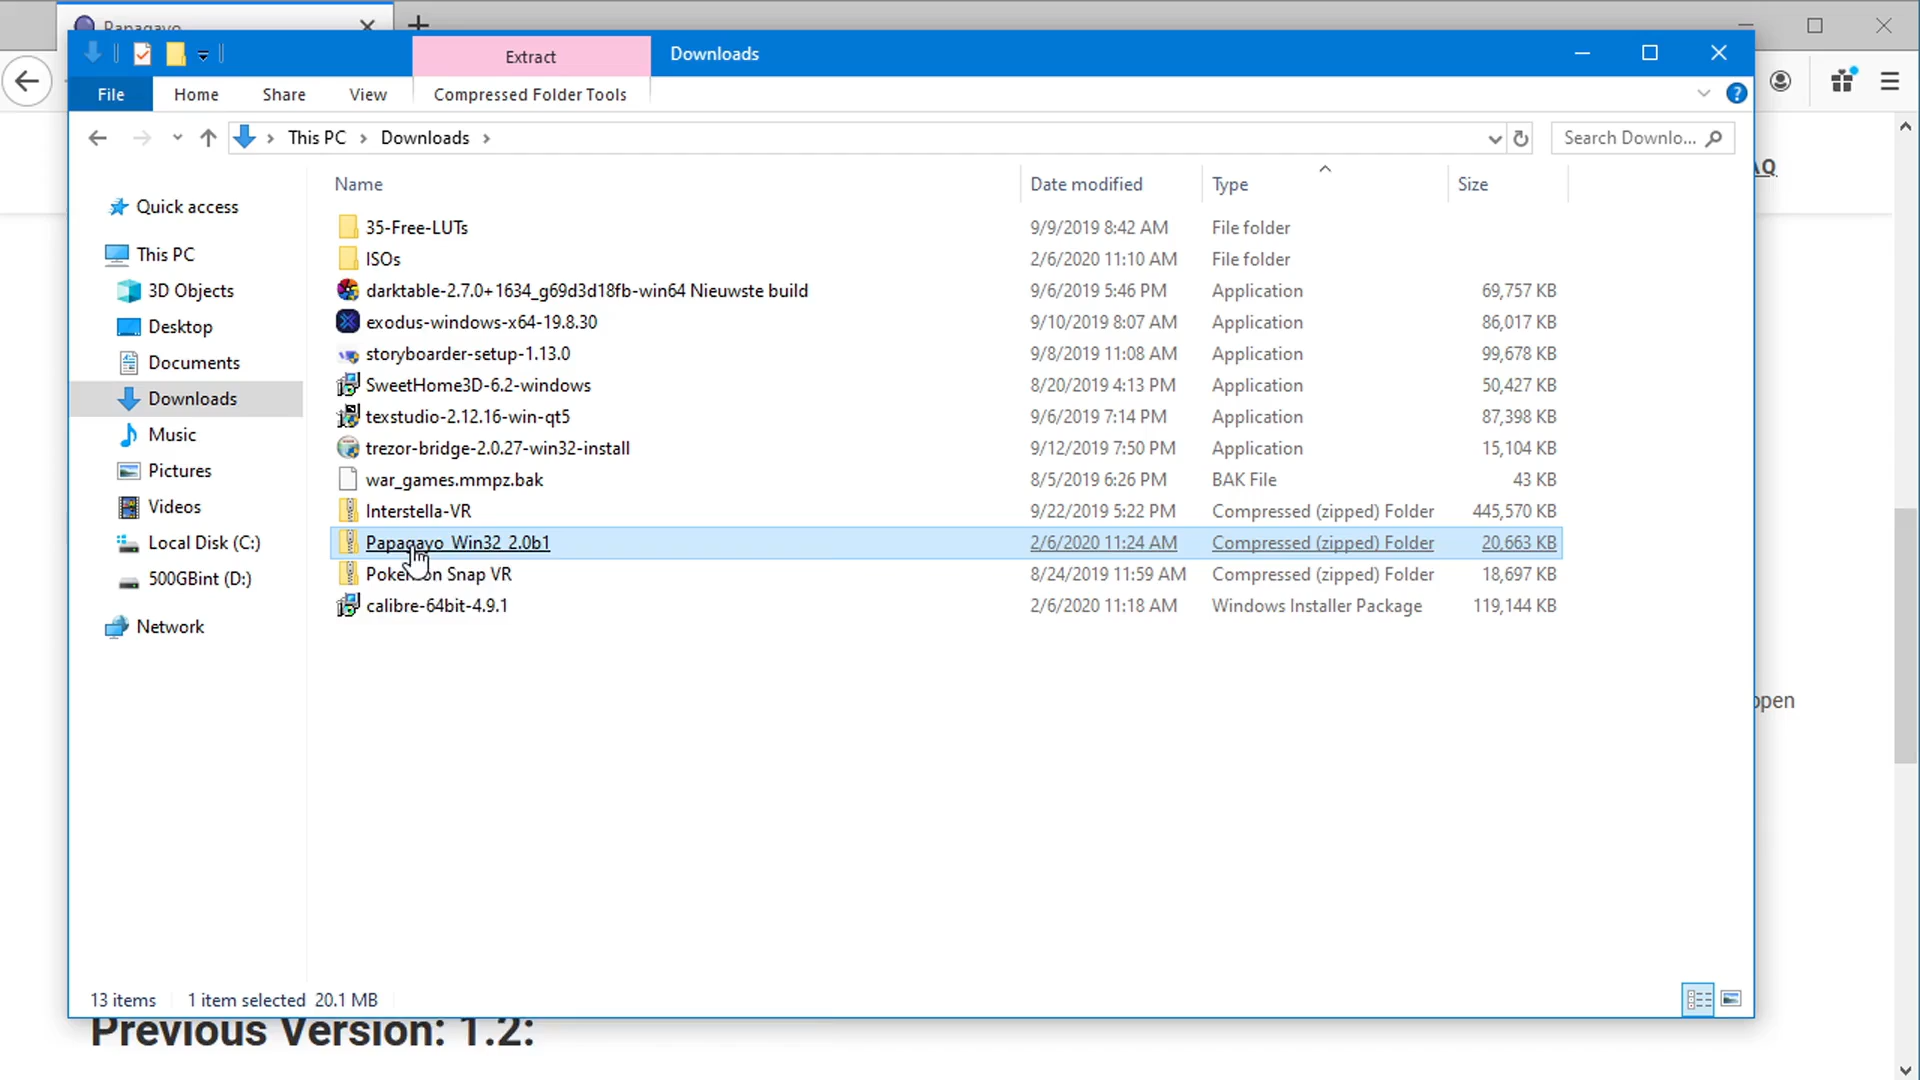 Papagayo
Extract
Downloads
File
Home
Share
View
Compressed Folder Tools
This PC
Downloads
Search Downlo...
Name
Date modified
Type
Size
Quick access
This PC
3D Objects
Desktop
Documents
Downloads
Music
Pictures
Videos
Local Disk (C:)
500GBint (D:)
Network
35-Free-LUTs 9/9/2019 8:42 AM File folder
ISOs 2/6/2020 11:10 AM File folder
darktable-2.7.0+1634_g69d3d18fb-win64 Nieuwste build 9/6/2019 5:46 PM Application 69,757 KB
exodus-windows-x64-19.8.30 9/10/2019 8:07 AM Application 86,017 KB
storyboarder-setup-1.13.0 9/8/2019 11:08 AM Application 99,678 KB
SweetHome3D-6.2-windows 8/20/2019 4:13 PM Application 50,427 KB
texstudio-2.12.16-win-qt5 9/6/2019 7:14 PM Application 87,398 KB
trezor-bridge-2.0.27-win32-install 9/12/2019 7:50 PM Application 15,104 KB
war_games.mmpz.bak 8/5/2019 6:26 PM BAK File 43 KB
Interstella-VR 9/22/2019 5:22 PM Compressed (zipped) Folder 445,570 KB
Papagayo_Win32_2.0b1 2/6/2020 11:24 AM Compressed (zipped) Folder 20,663 KB
Pokemon Snap VR 8/24/2019 11:59 AM Compressed (zipped) Folder 18,697 KB
calibre-64bit-4.9.1 2/6/2020 11:18 AM Windows Installer Package 119,144 KB
open
13 items 1 item selected 20.1 MB
Previous Version: 1.2: